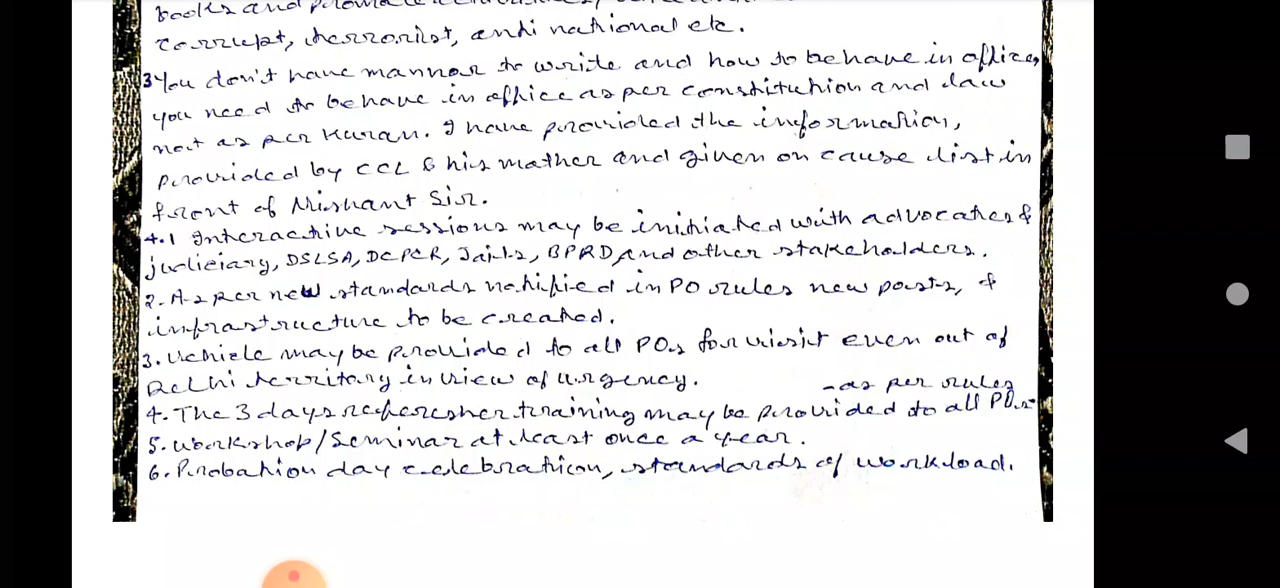 books and
corrupt, terrorist, anti national etc.
3 You don't have mannar to write and how to behave in office,
you need to behave in office as per constitution and law
not as per Kuran. I have provided the information,
provided by CCL & his mather and given on cause list in
front of Nishant Sir.
4.1 Interactive sessions may be initiated with advocates &
judiciary, DSLSA, DCPCR, Jails, BPRD, and other stakeholders.
2. As per new standards notified in PO rules new posts, &
infrastructure to be created.
3. Vehicle may be provided to all POs for visit even out of
Delhi territory in view of urgency. - as per rules
4. The 3 days refresher training may be provided to all POs.
5. Workshop/Seminar at least once a year.
6. Probation day celebration, standards of workload.